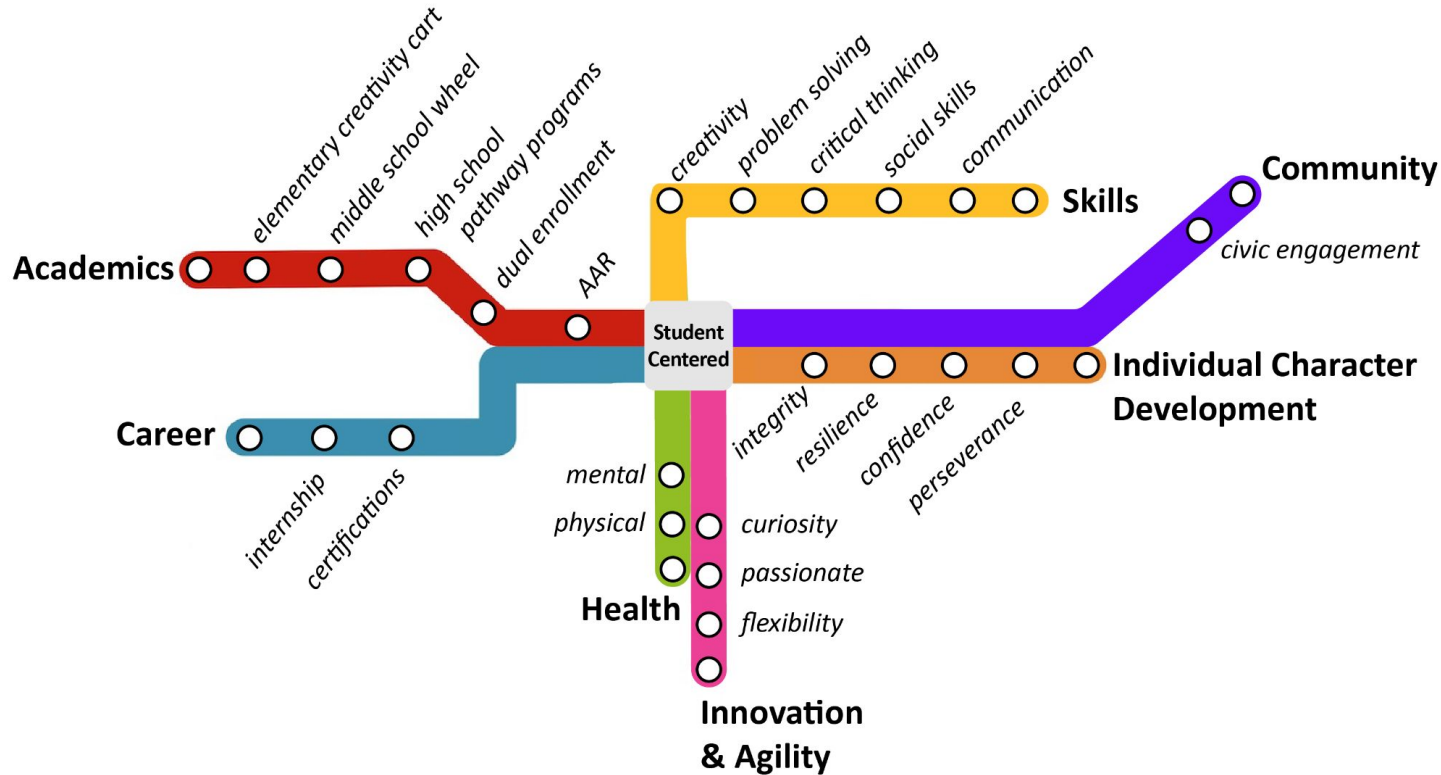 elementary creativity cart
middle school wheel
high school
pathway programs
dual enrollment
AAR
Academics
creativity
problem solving
critical thinking
social skills
communication
Skills
Community
civic engagement
Student
Centered
Individual Character
Development
integrity
resilience
confidence
perseverance
Career
internship
certifications
mental
physical
Health
curiosity
passionate
flexibility
Innovation
& Agility